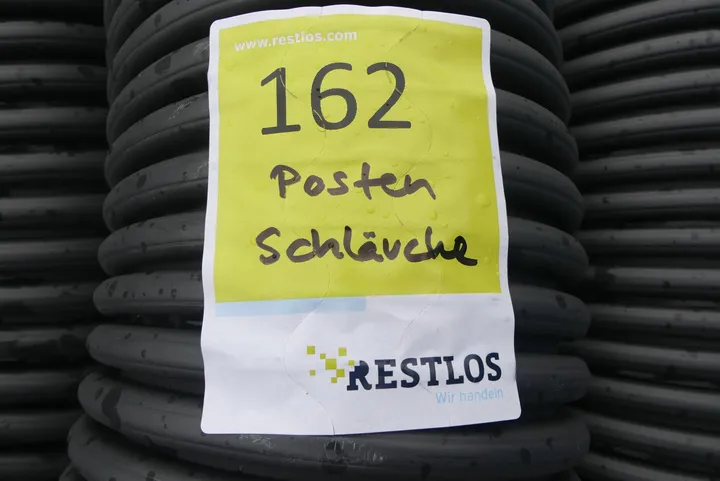 www.restlos.com
162
Posten
Schläuche
RESTLOS
Wir handeln